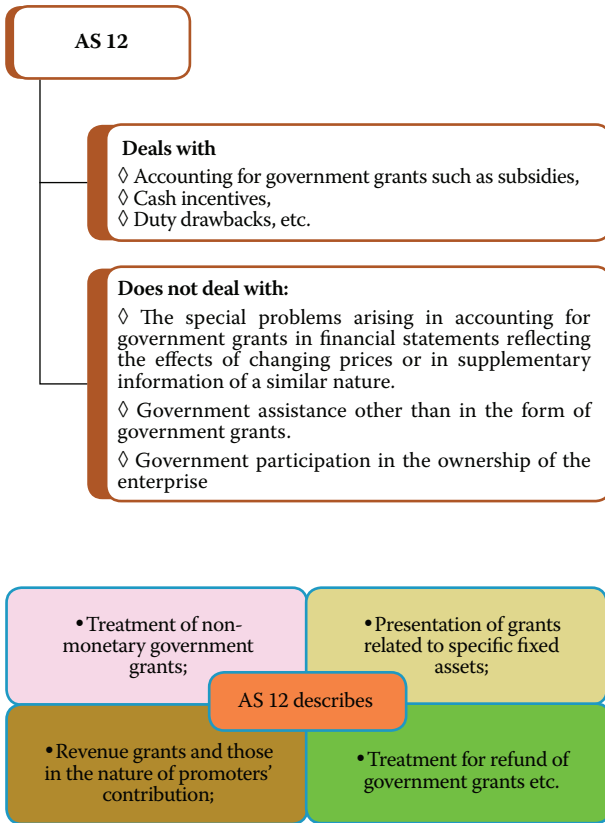 AS 12
Deals with
◊ Accounting for government grants such as subsidies,
◊ Cash incentives,
◊ Duty drawbacks, etc.
Does not deal with:
◊ The special problems arising in accounting for
government grants in financial statements reflecting
the effects of changing prices or in supplementary
information of a similar nature.
◊ Government assistance other than in the form of
government grants.
◊ Government participation in the ownership of the
enterprise
• Treatment of non-
monetary government
grants;
• Presentation of grants
related to specific fixed
assets;
AS 12 describes
• Revenue grants and those
in the nature of promoters’
contribution;
• Treatment for refund of
government grants etc.